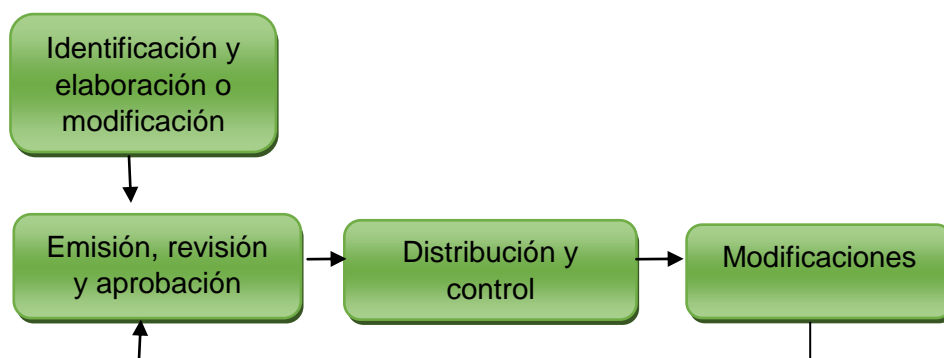 Identificación y
elaboración o
modificación
Emisión, revisión
y aprobación
Distribución y
control
Modificaciones